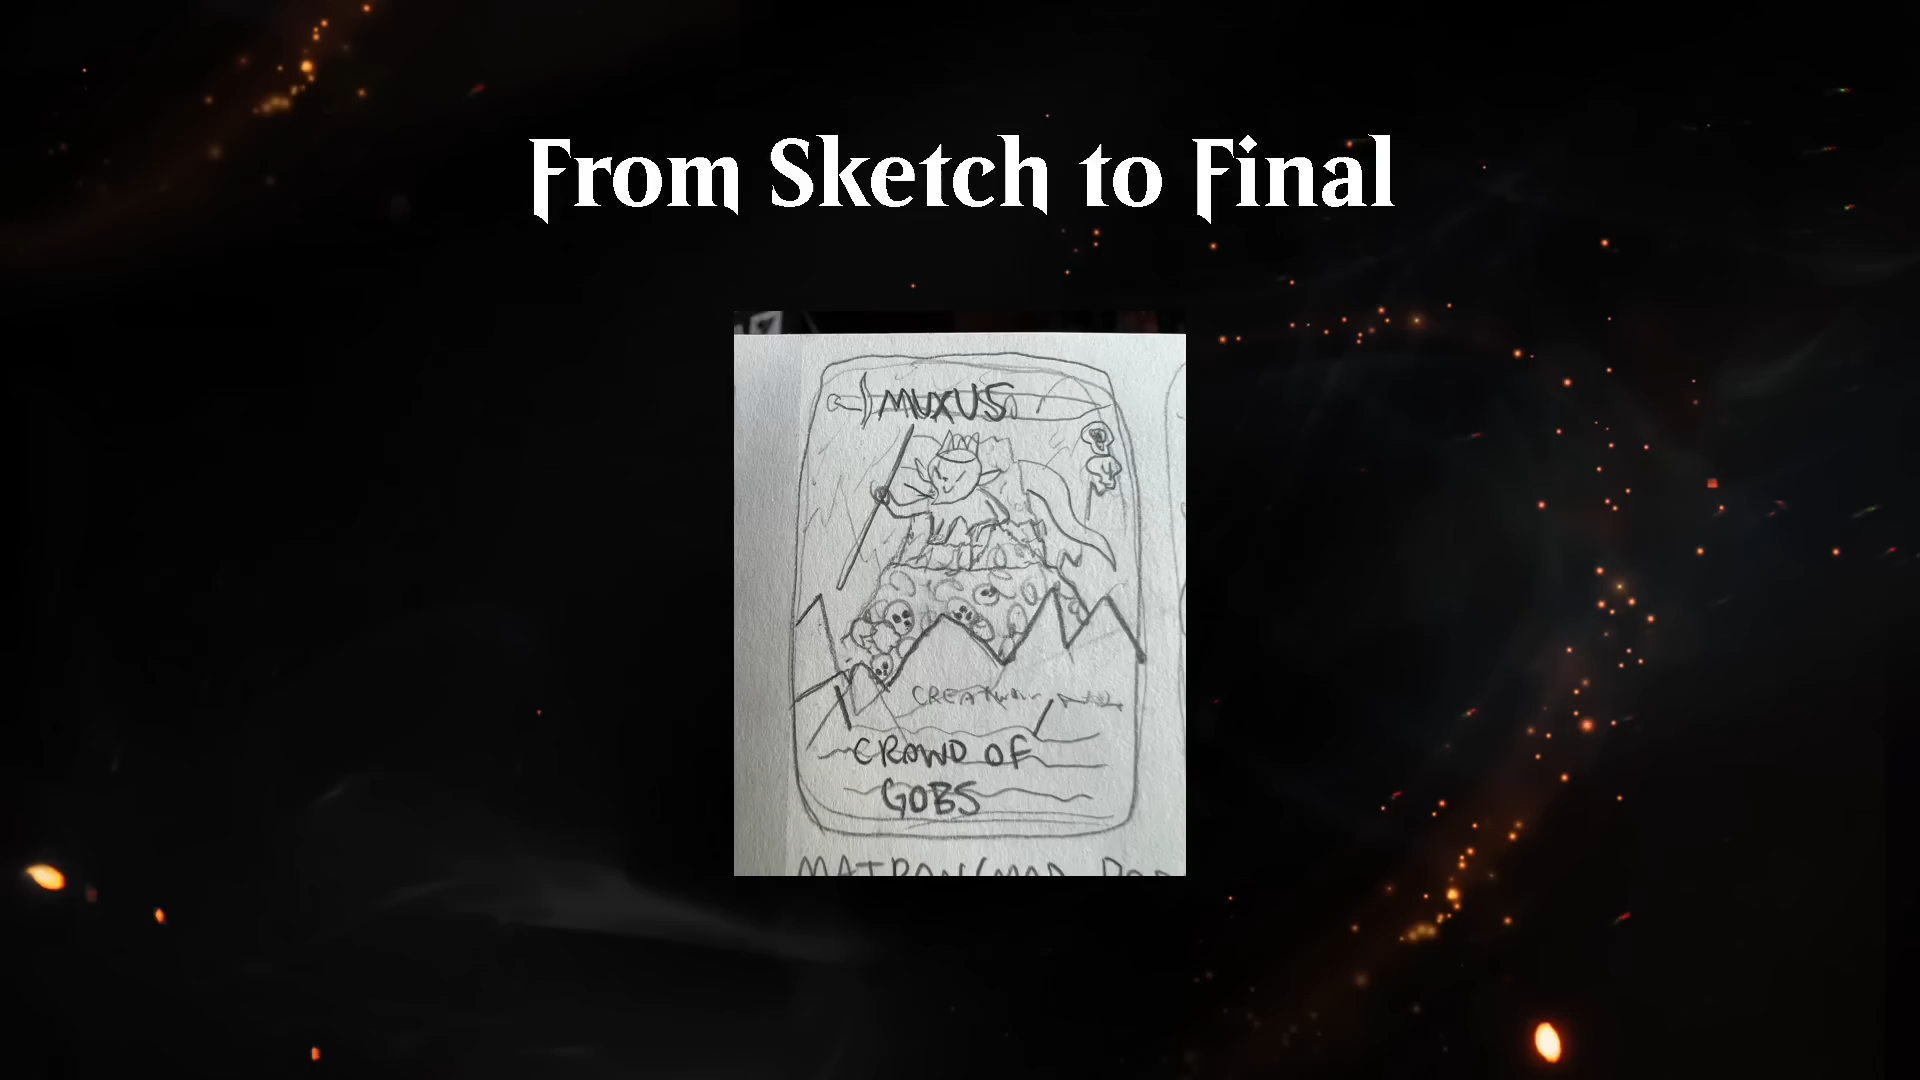 From Sketch to Final
MUXUS
CREATURE
CROWD OF
GOBS